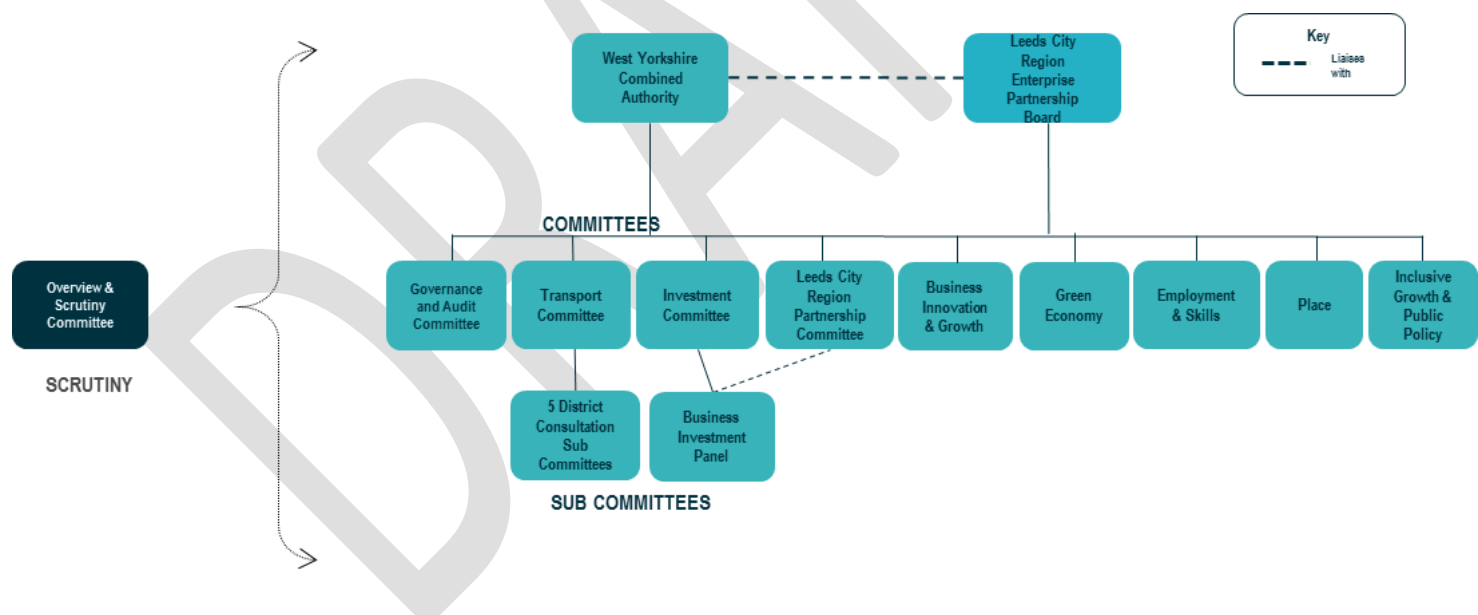 West Yorkshire
Combined
Authority
Leeds City
Region
Enterprise
Partnership
Board
Key
Liaises
with
COMMITTEES
Overview &
Scrutiny
Committee
SCRUTINY
Governance
and Audit
Committee
Transport
Committee
Investment
Committee
Leeds City
Region
Partnership
Committee
Business
Innovation
& Growth
Green
Economy
Employment
& Skills
Place
Inclusive
Growth &
Public
Policy
5 District
Consultation
Sub
Committees
Business
Investment
Panel
SUB COMMITTEES
DRA